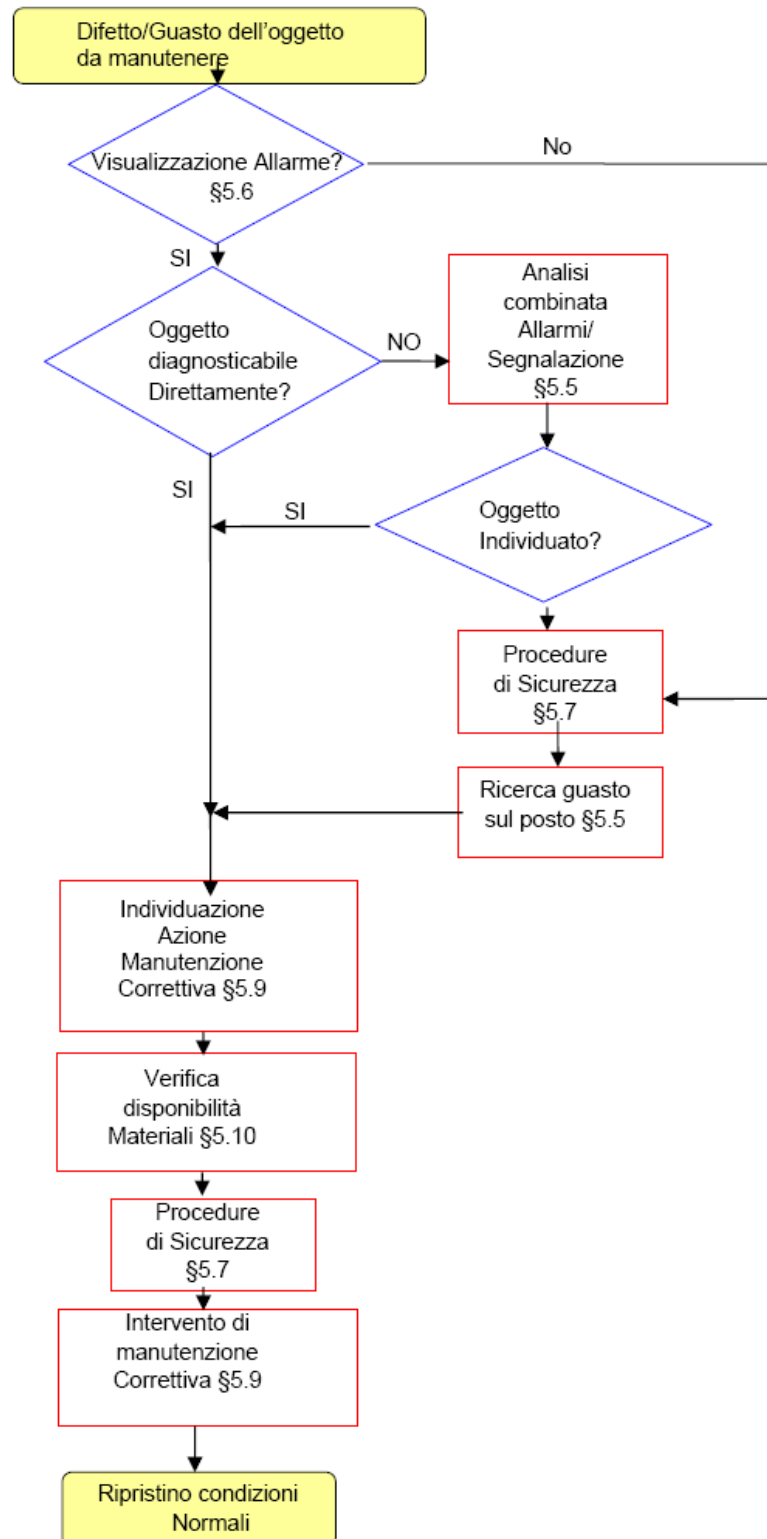 Difetto/Guasto dell'oggetto
da manutenere
Visualizzazione Allarme?
§5.6
No
SI
Oggetto
diagnosticabile
Direttamente?
NO
Analisi
combinata
Allarmi/
Segnalazione
§5.5
SI
SI
Oggetto
Individuato?
Procedure
di Sicurezza
§5.7
Ricerca guasto
sul posto §5.5
Individuazione
Azione
Manutenzione
Correttiva §5.9
Verifica
disponibilità
Materiali §5.10
Procedure
di Sicurezza
§5.7
Intervento di
manutenzione
Correttiva §5.9
Ripristino condizioni
Normali